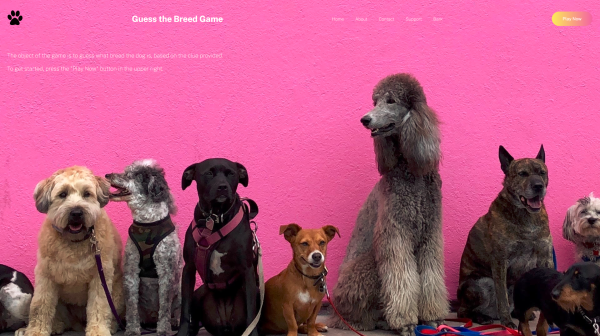 Guess the Breed Game
Home
About
Contact
Support
Store
Play Now
The object of the game is to guess what breed the dog is, based on the clue provided.
To get started, press the "Play Now" button in the upper right.